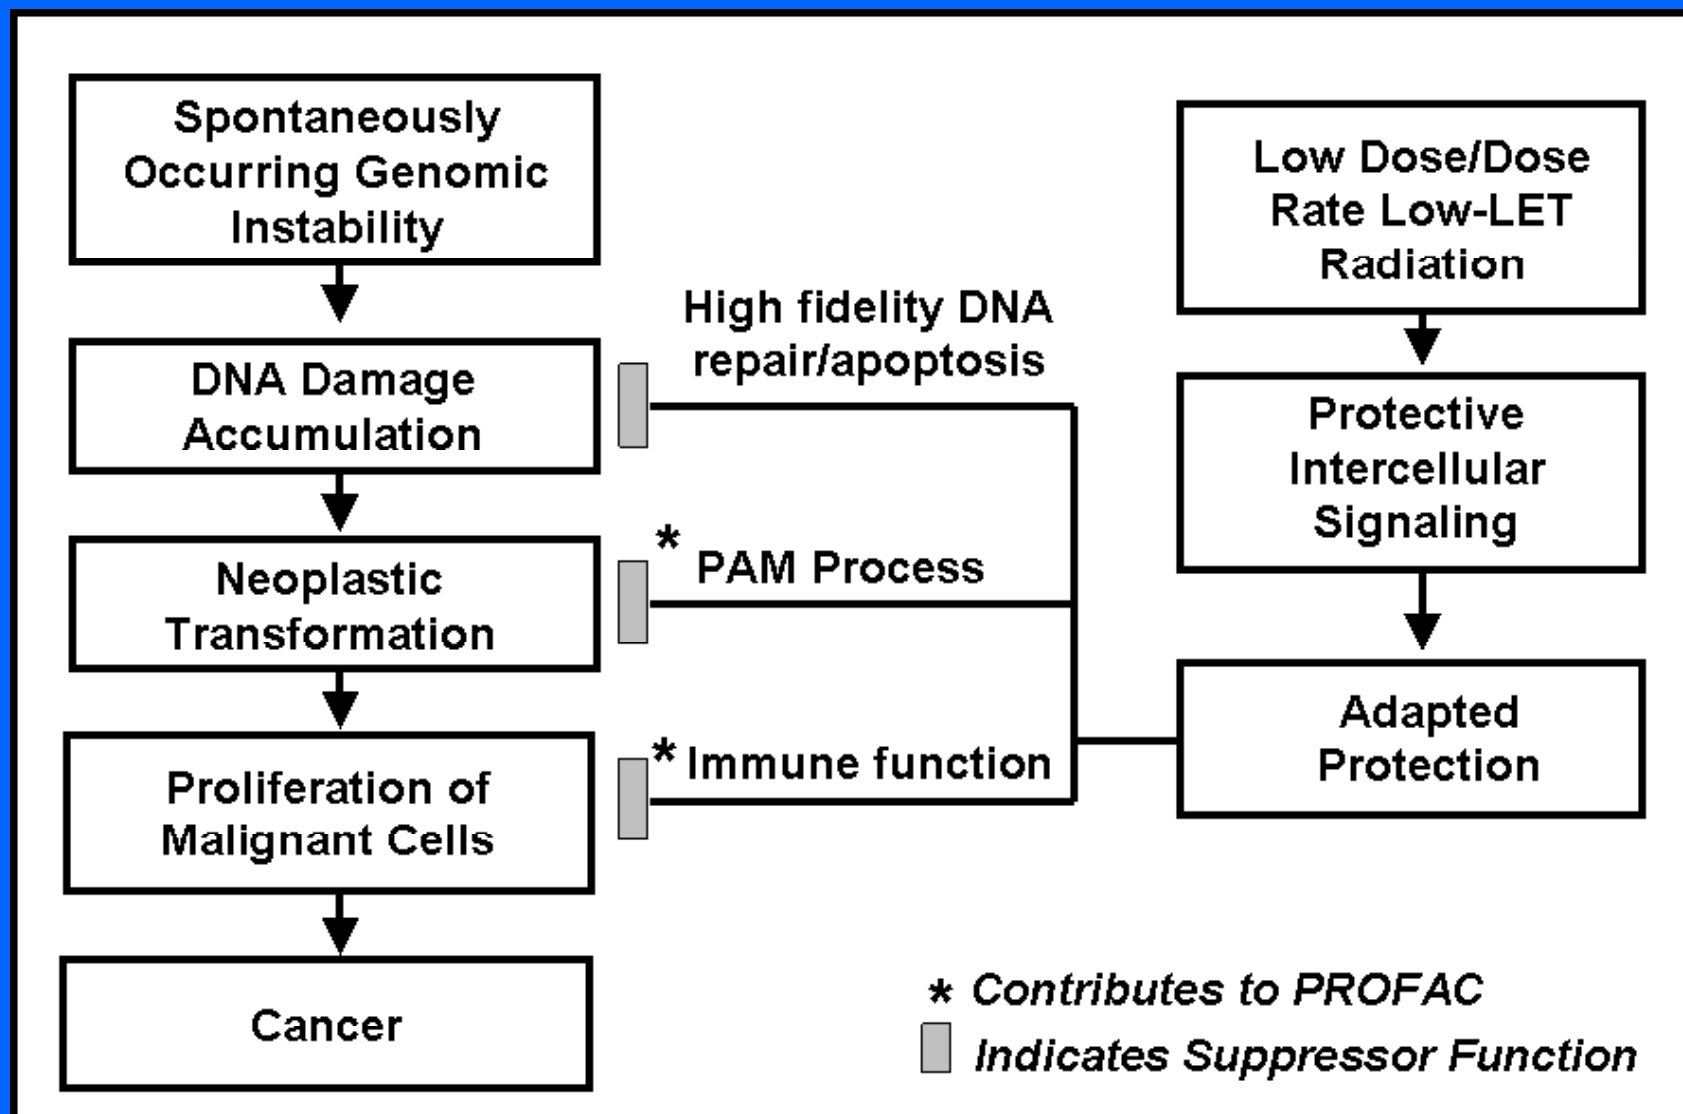 Spontaneously
Occurring Genomic
Instability
DNA Damage
Accumulation
Neoplastic
Transformation
Proliferation of
Malignant Cells
Cancer
High fidelity DNA
repair/apoptosis
* PAM Process
* Immune function
Low Dose/Dose
Rate Low-LET
Radiation
Protective
Intercellular
Signaling
Adapted
Protection
* Contributes to PROFAC
Indicates Suppressor Function